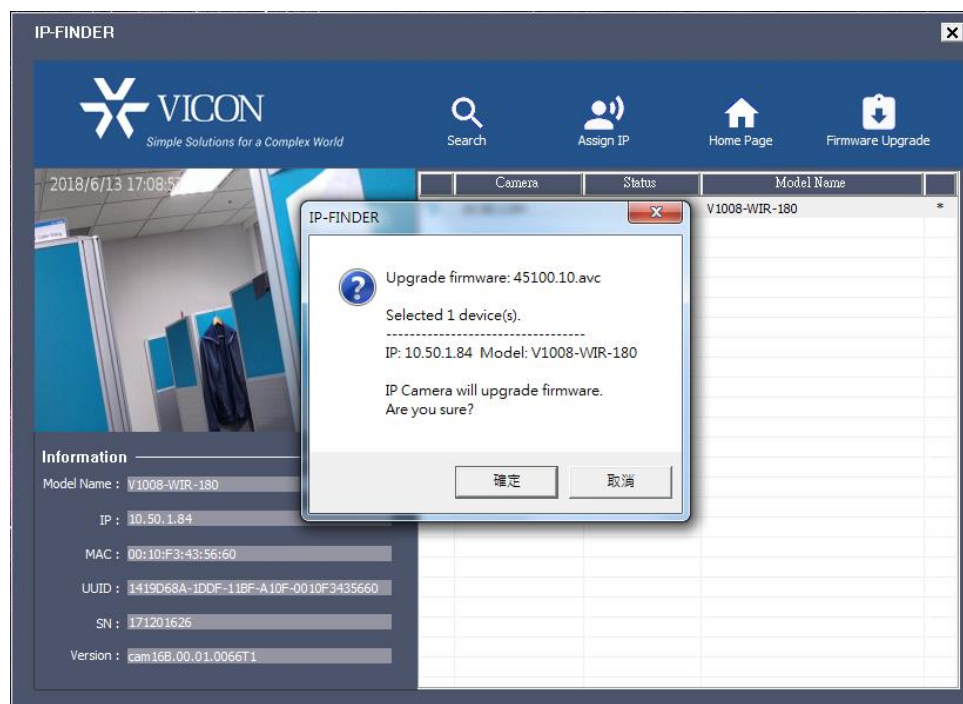 IP-FINDER
VICON
Simple Solutions for a Complex World
Search
Assign IP
Home Page
Firmware Upgrade
2018/6/13 17:08:5
Camera
Status
Model Name
V1008-WIR-180
*
IP-FINDER
Upgrade firmware: 45100.10.avc
Selected 1 device(s).
----------------------------------
IP: 10.50.1.84 Model: V1008-WIR-180
IP Camera will upgrade firmware.
Are you sure?
確定
取消
Information
Model Name : V1008-WIR-180
IP : 10.50.1.84
MAC : 00:10:F3:43:56:60
UUID : 1419D68A-1DDF-11BF-A10F-0010F3435660
SN : 171201626
Version : cam16B.00.01.0066T1